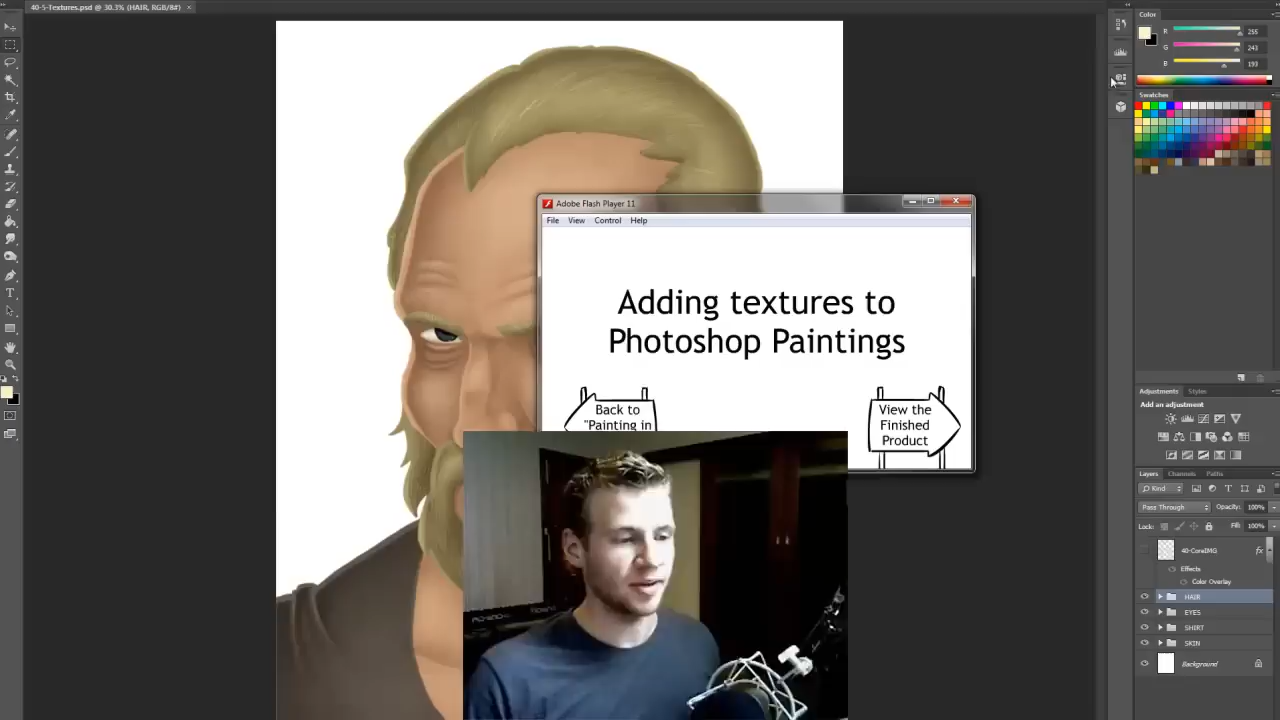 40-5-Textures.psd @ 30.3% (HAIR, RGB/8#) ×
Color
R 255
G 243
B 193
Swatches
Adobe Flash Player 11
File View Control Help
Adding textures to
Photoshop Paintings
Back to
"Painting in
View the
Finished
Product
Adjustments Styles
Add an adjustment
Layers Channels Paths
Kind
Pass Through Opacity: 100%
Lock: Fill: 100%
40-CoreIMG fx
Effects
Color Overlay
HAIR
EYES
SHIRT
SKIN
Background